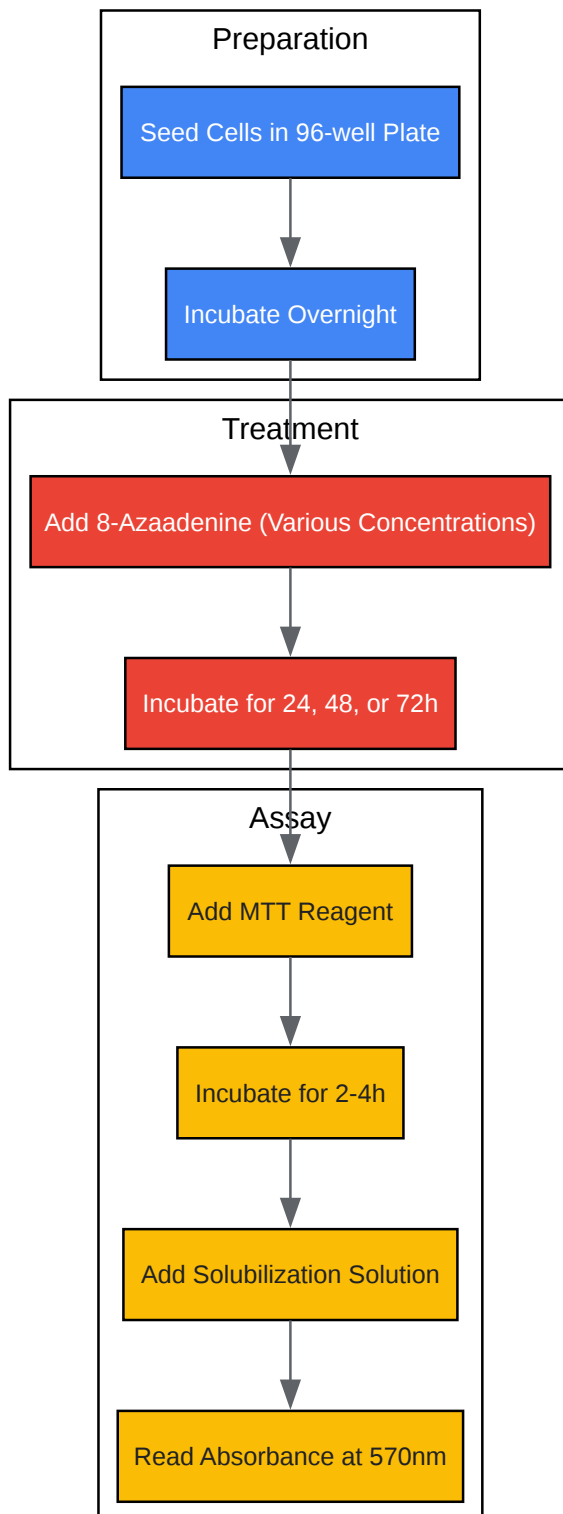 Preparation
Seed Cells in 96-well Plate
Incubate Overnight
Treatment
Add 8-Azaadenine (Various Concentrations)
Incubate for 24, 48, or 72h
Assay
Add MTT Reagent
Incubate for 2-4h
Add Solubilization Solution
Read Absorbance at 570nm